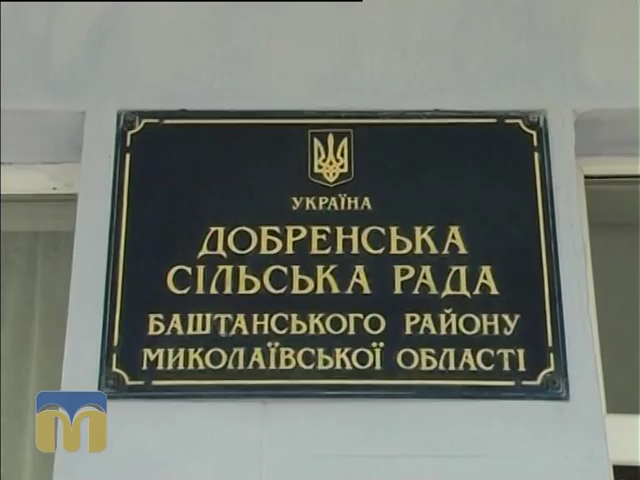 УКРАЇНА
ДОБРЕНСЬКА
СІЛЬСЬКА РАДА
БАШТАНСЬКОГО РАЙОНУ
МИКОЛАЇВСЬКОЇ ОБЛАСТІ
М